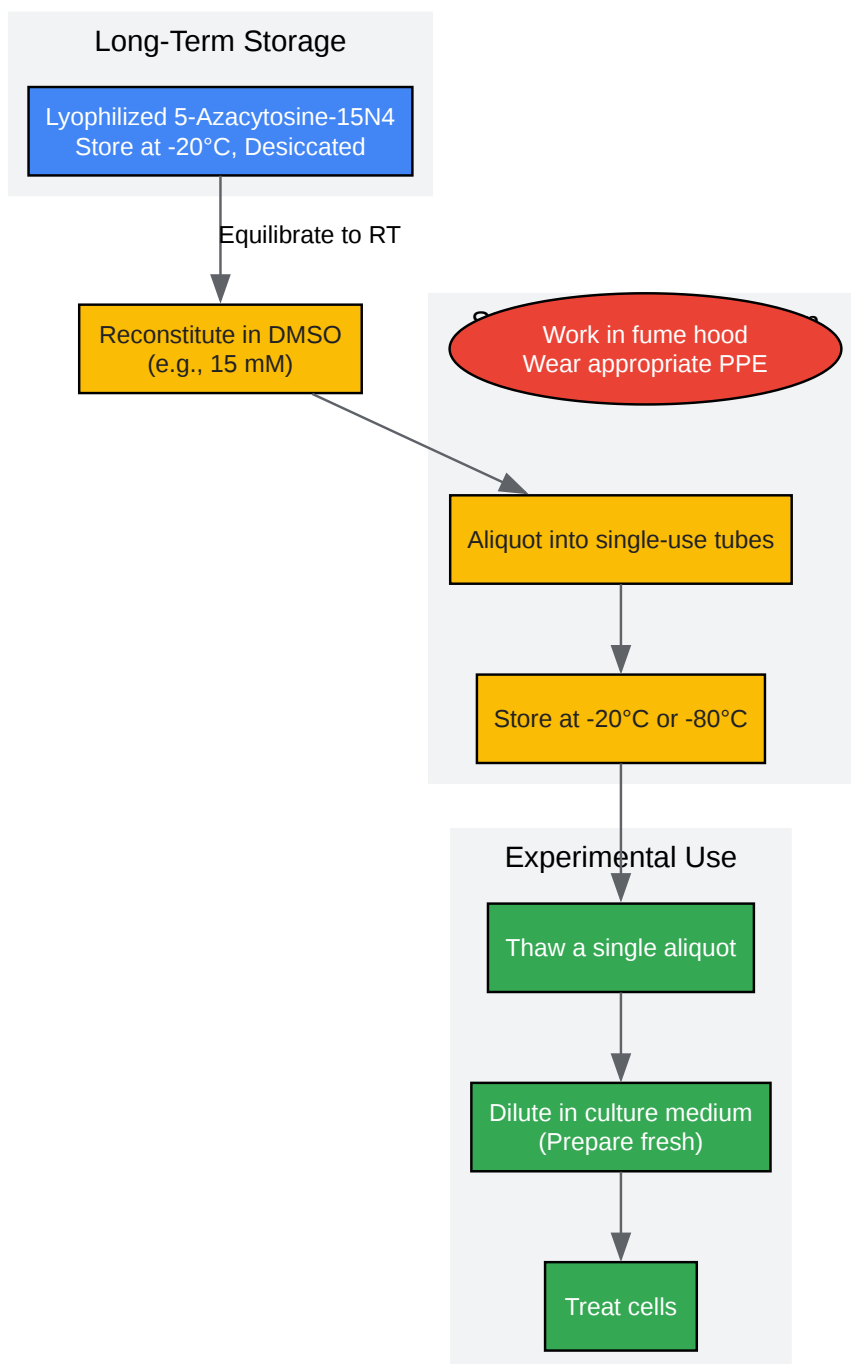 Long-Term Storage
Lyophilized 5-Azacytosine-15N4
Store at -20°C, Desiccated
Equilibrate to RT
Reconstitute in DMSO
(e.g., 15 mM)
Work in fume hood
Wear appropriate PPE
Aliquot into single-use tubes
Store at -20°C or -80°C
Experimental Use
Thaw a single aliquot
Dilute in culture medium
(Prepare fresh)
Treat cells